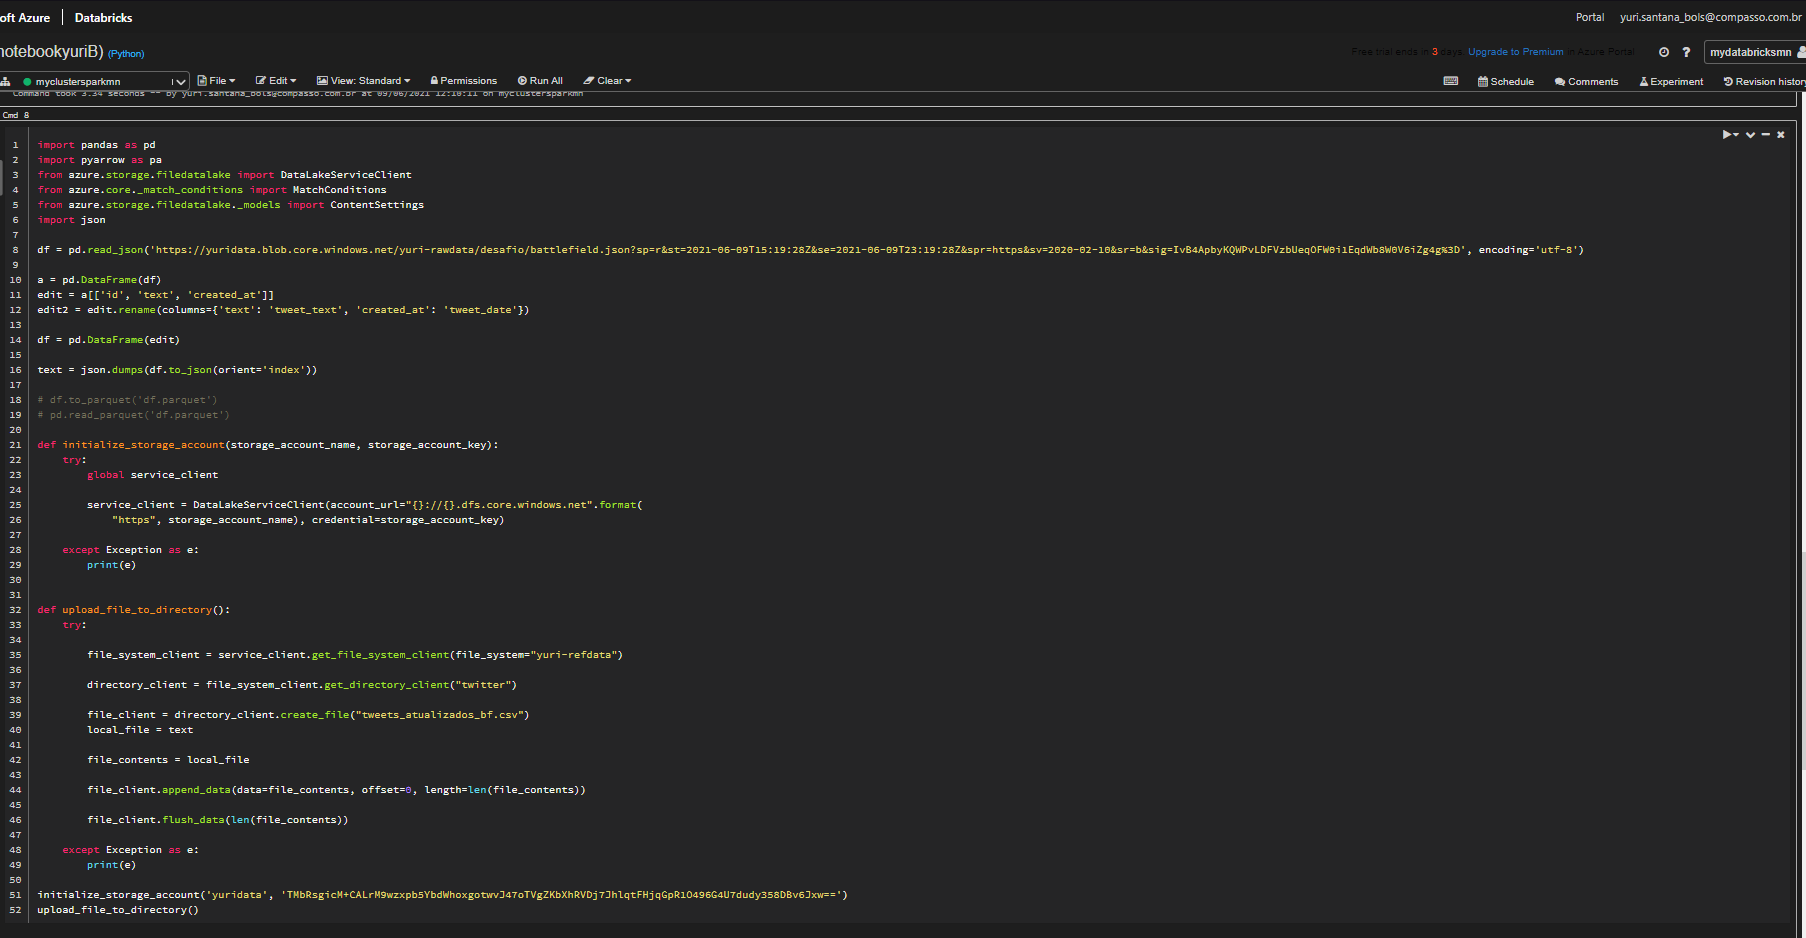 oft Azure | Databricks Portal yuri.santana_bols@compasso.com.br
notebookyuriB) (Python) Free trial ends in 3 days. Upgrade to Premium in Azure Portal ? mydatabricksmn
myclustersparkmn File Edit View: Standard Permissions Run All Clear Schedule Comments Experiment Revision history
Command took 3.34 seconds -- by yuri.santana_bols@compasso.com.br at 09/06/2021 12:10:11 on myclustersparkmn
Cmd 8
1 import pandas as pd
2 import pyarrow as pa
3 from azure.storage.filedatalake import DataLakeServiceClient
4 from azure.core._match_conditions import MatchConditions
5 from azure.storage.filedatalake._models import ContentSettings
6 import json
7
8 df = pd.read_json('https://yuridata.blob.core.windows.net/yuri-rawdata/desafio/battlefield.json?sp=r&st=2021-06-09T15:19:28Z&se=2021-06-09T23:19:28Z&spr=https&sv=2020-02-10&sr=b&sig=IvB4ApbyKQWPvLDFVzbUeqOFW0i1EqdWb8W0V6iZg4g%3D', encoding='utf-8')
9
10 a = pd.DataFrame(df)
11 edit = a[['id', 'text', 'created_at']]
12 edit2 = edit.rename(columns={'text': 'tweet_text', 'created_at': 'tweet_date'})
13
14 df = pd.DataFrame(edit)
15
16 text = json.dumps(df.to_json(orient='index'))
17
18 # df.to_parquet('df.parquet')
19 # pd.read_parquet('df.parquet')
20
21 def initialize_storage_account(storage_account_name, storage_account_key):
22 try:
23 global service_client
24
25 service_client = DataLakeServiceClient(account_url="{}://{}.dfs.core.windows.net".format(
26 "https", storage_account_name), credential=storage_account_key)
27
28 except Exception as e:
29 print(e)
30
31
32 def upload_file_to_directory():
33 try:
34
35 file_system_client = service_client.get_file_system_client(file_system="yuri-refdata")
36
37 directory_client = file_system_client.get_directory_client("twitter")
38
39 file_client = directory_client.create_file("tweets_atualizados_bf.csv")
40 local_file = text
41
42 file_contents = local_file
43
44 file_client.append_data(data=file_contents, offset=0, length=len(file_contents))
45
46 file_client.flush_data(len(file_contents))
47
48 except Exception as e:
49 print(e)
50
51 initialize_storage_account('yuridata', 'TMbRsgicM+CALrM9wzxpb5YbdWhoxgotwvJ47oTVgZKbXhRVDj7JhlqtFHjqGpR1O496G4U7dudy358DBv6Jxw==')
52 upload_file_to_directory()